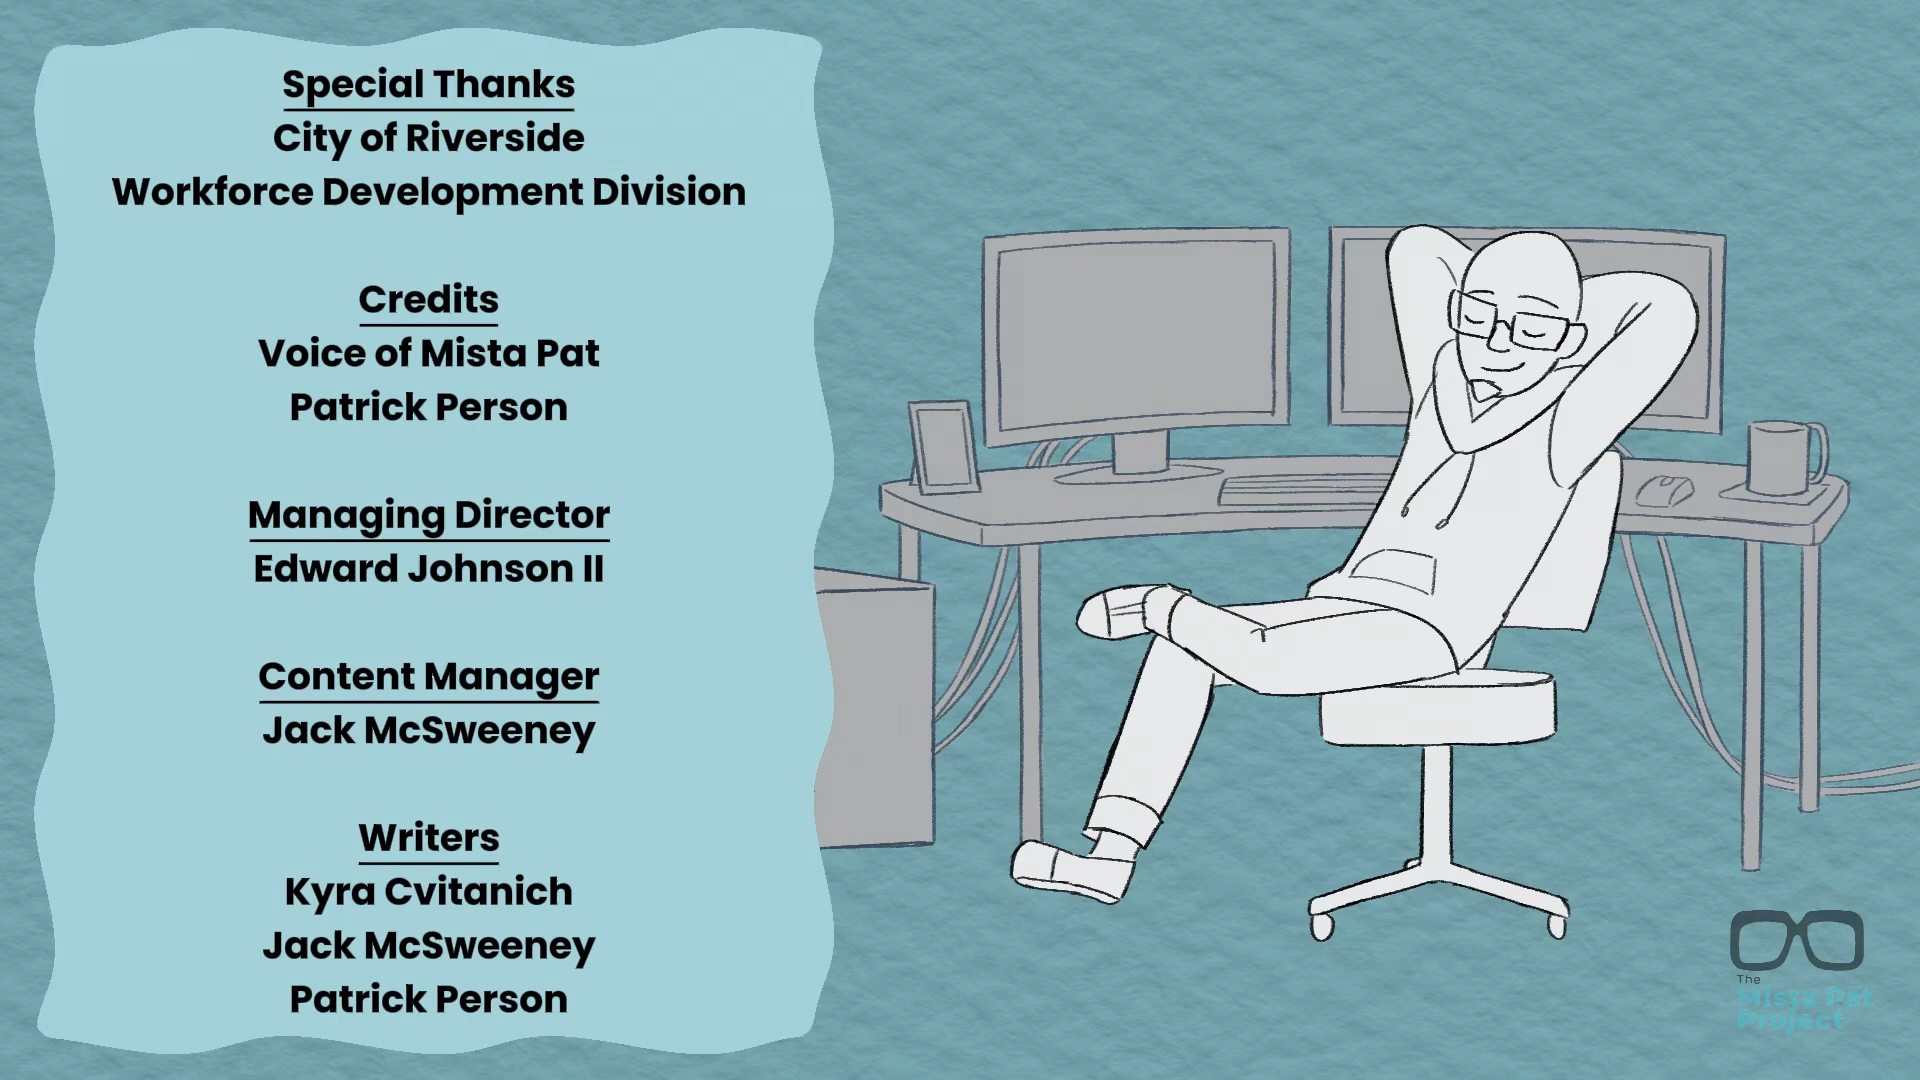 Special Thanks
City of Riverside
Workforce Development Division
Credits
Voice of Mista Pat
Patrick Person
Managing Director
Edward Johnson II
Content Manager
Jack McSweeney
Writers
Kyra Cvitanich
Jack McSweeney
Patrick Person
The
Mista Pat
Project